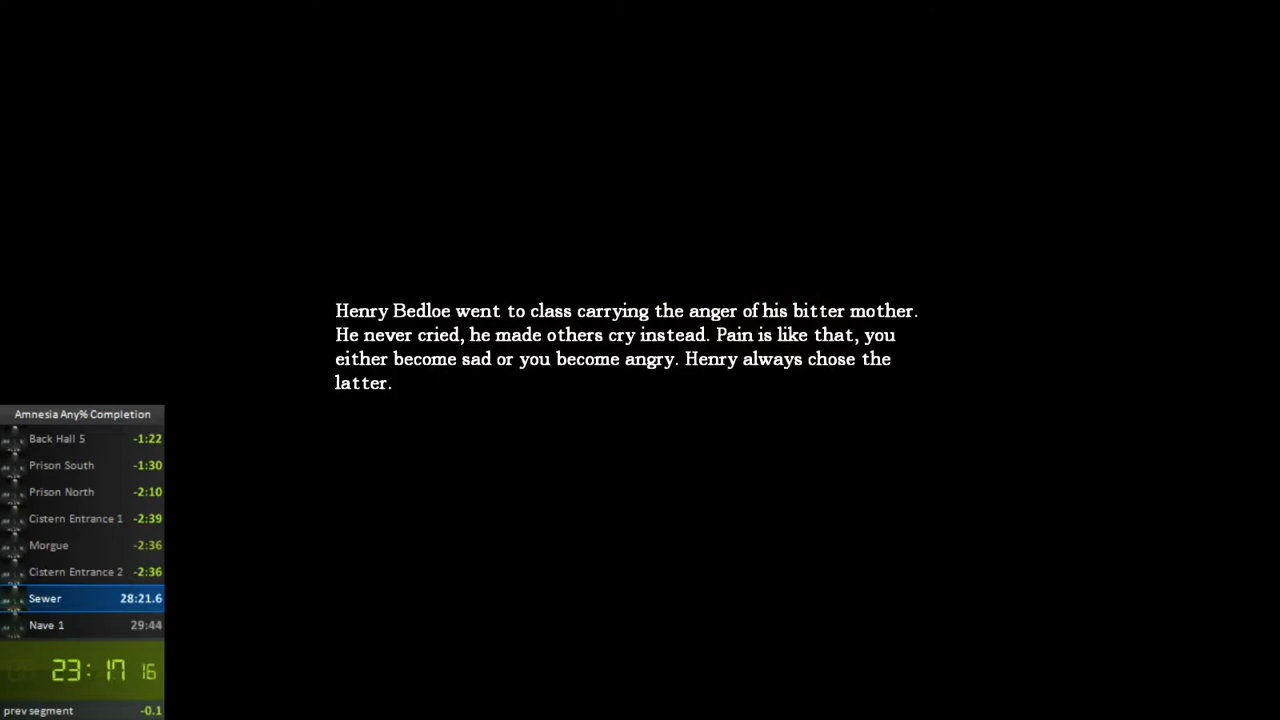 Henry Bedloe went to class carrying the anger of his bitter mother.
He never cried, he made others cry instead. Pain is like that, you
either become sad or you become angry. Henry always chose the
latter.
Amnesia Any% Completion
Back Hall 5 -1:22
Prison South -1:30
Prison North -2:10
Cistern Entrance 1 -2:39
Morgue -2:36
Cistern Entrance 2 -2:36
Sewer 28:21.6
Nave 1 29:44
23:17 16
prev segment -0.1